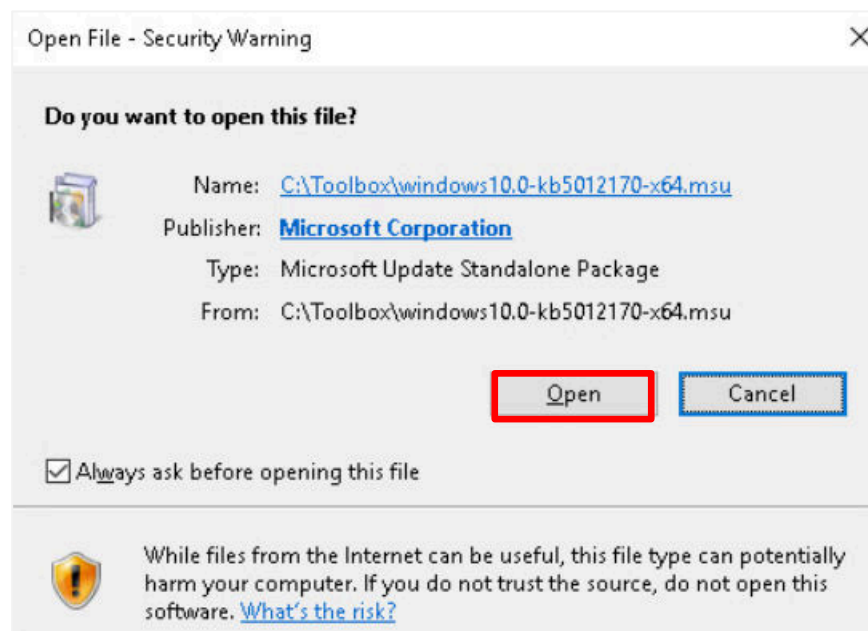 Open File - Security Warning
Do you want to open this file?
Name: C:\Toolbox\windows10.0-kb5012170-x64.msu
Publisher: Microsoft Corporation
Type: Microsoft Update Standalone Package
From: C:\Toolbox\windows10.0-kb5012170-x64.msu
Open Cancel
Always ask before opening this file
While files from the Internet can be useful, this file type can potentially
harm your computer. If you do not trust the source, do not open this
software. What's the risk?